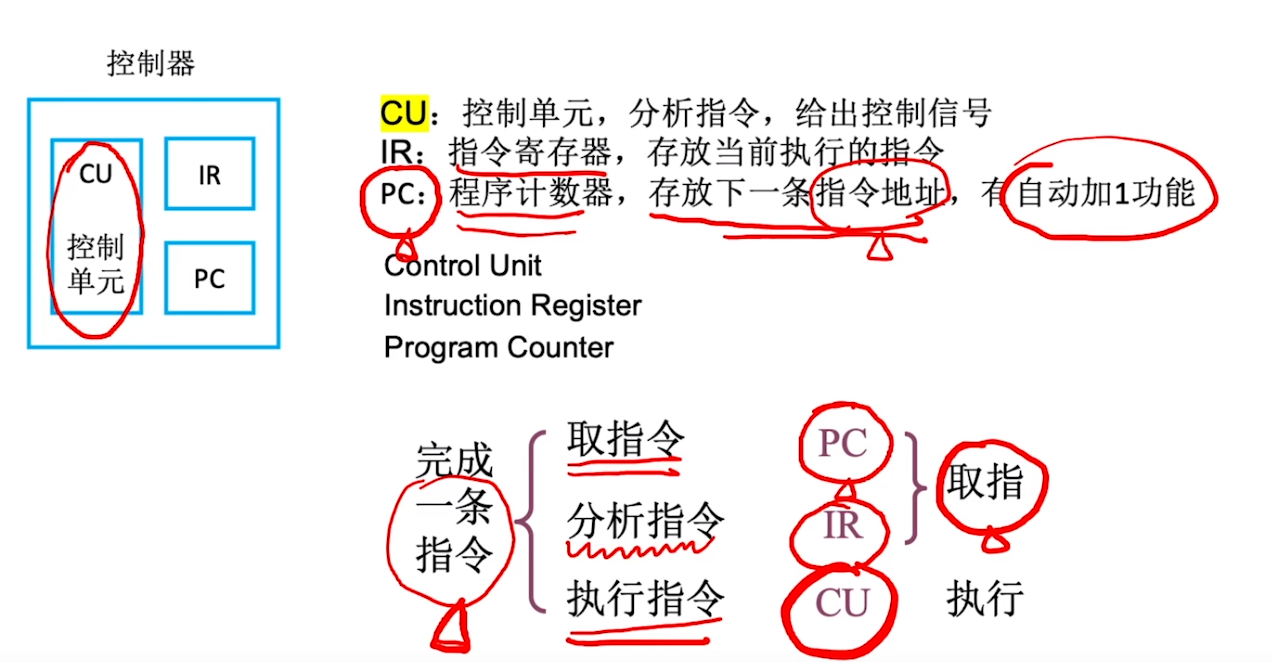 控制器
CU
控制
单元
IR
PC
CU：控制单元，分析指令，给出控制信号
IR：指令寄存器，存放当前执行的指令
PC：程序计数器，存放下一条指令地址，有自动加1功能
Control Unit
Instruction Register
Program Counter
完成
一条
指令
取指令
分析指令
执行指令
PC
IR
CU
取指
执行